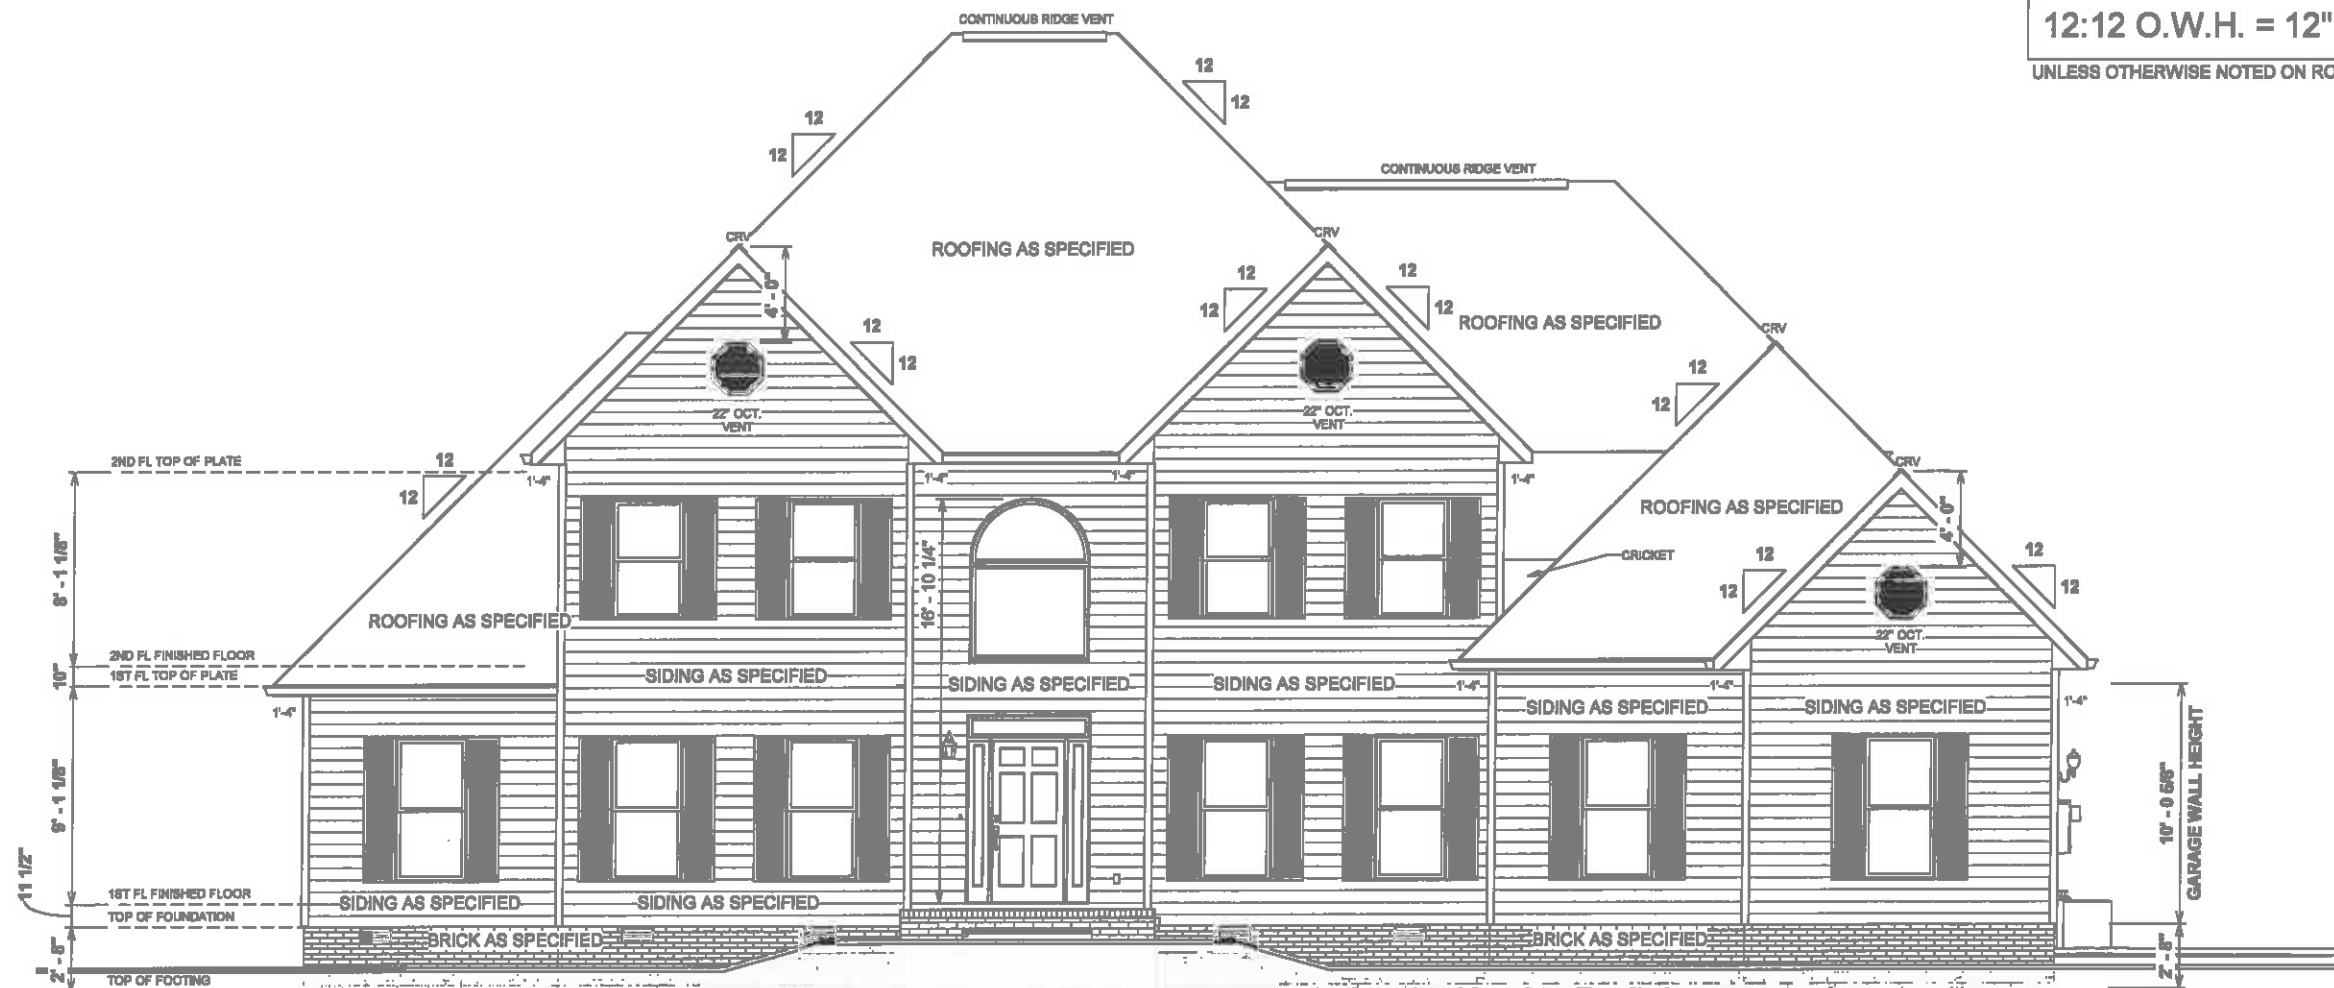 CONTINUOUS RIDGE VENT
12:12 O.W.H. = 12"
UNLESS OTHERWISE NOTED ON RO
12
12
12
12
CONTINUOUS RIDGE VENT
CRV
CRV
ROOFING AS SPECIFIED
4' - 0"
12
12
12
12
12
12
ROOFING AS SPECIFIED
CRV
12
12
22" OCT.
VENT
22" OCT.
VENT
2ND FL TOP OF PLATE
12
12
1'-4"
1'-4"
1'-4"
1'-4"
CRV
ROOFING AS SPECIFIED
4' - 0"
8' - 1 1/8"
16' - 10 1/4"
CRICKET
12
12
12
12
ROOFING AS SPECIFIED
22" OCT.
VENT
2ND FL FINISHED FLOOR
10"
1ST FL TOP OF PLATE
SIDING AS SPECIFIED
SIDING AS SPECIFIED
SIDING AS SPECIFIED
1'-4"
1'-4"
1'-4"
1'-4"
SIDING AS SPECIFIED
SIDING AS SPECIFIED
9' - 1 1/8"
10' - 0 5/8"
GARAGE WALL HEIGHT
11 1/2"
1ST FL FINISHED FLOOR
SIDING AS SPECIFIED
SIDING AS SPECIFIED
TOP OF FOUNDATION
BRICK AS SPECIFIED
BRICK AS SPECIFIED
2' - 8"
2' - 8"
TOP OF FOOTING